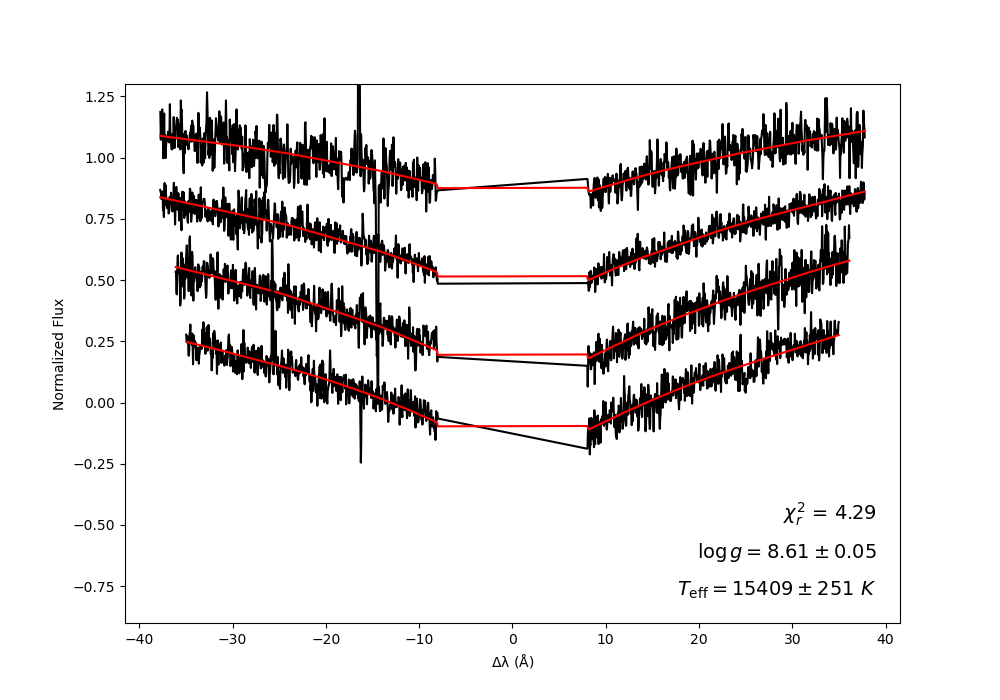 1.25
1.00
0.75
0.50
0.25
0.00
−0.25
−0.50
−0.75
Normalized Flux
χ²ᵣ = 4.29
log g = 8.61 ± 0.05
T_eff = 15409 ± 251 K
−40 −30 −20 −10 0 10 20 30 40
Δλ (Å)